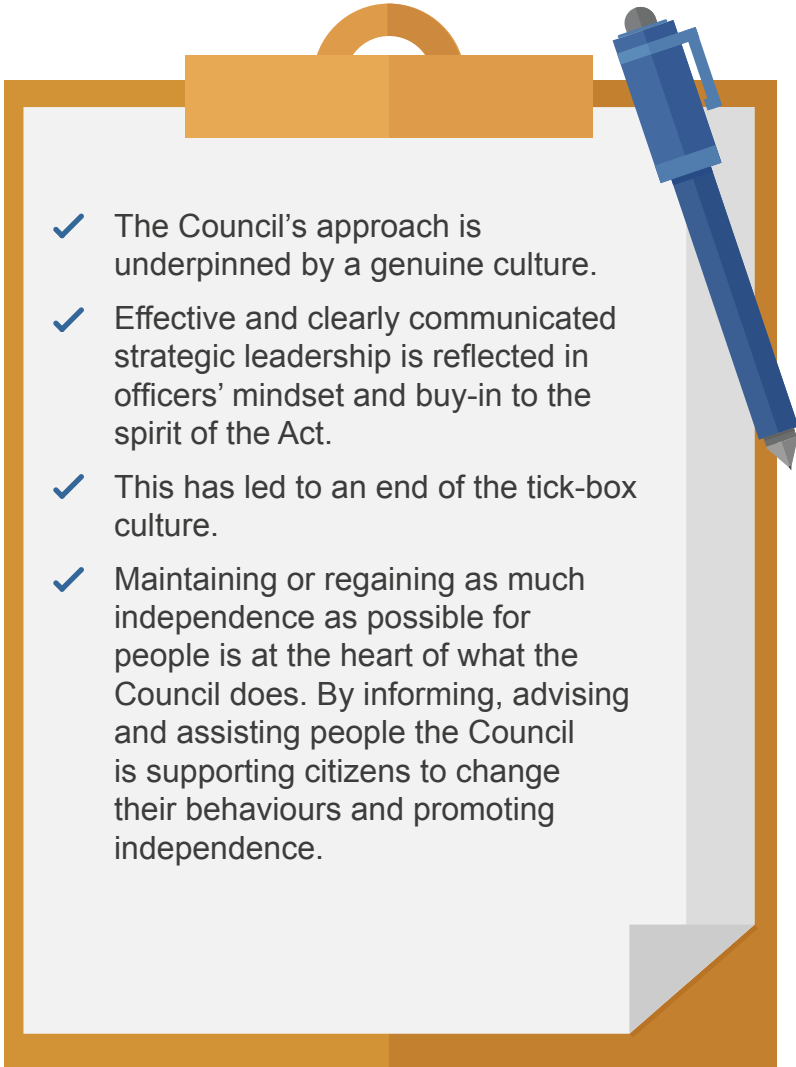 The Council’s approach is
underpinned by a genuine culture.
Effective and clearly communicated
strategic leadership is reflected in
officers’ mindset and buy-in to the
spirit of the Act.
This has led to an end of the tick-box
culture.
Maintaining or regaining as much
independence as possible for
people is at the heart of what the
Council does. By informing, advising
and assisting people the Council
is supporting citizens to change
their behaviours and promoting
independence.